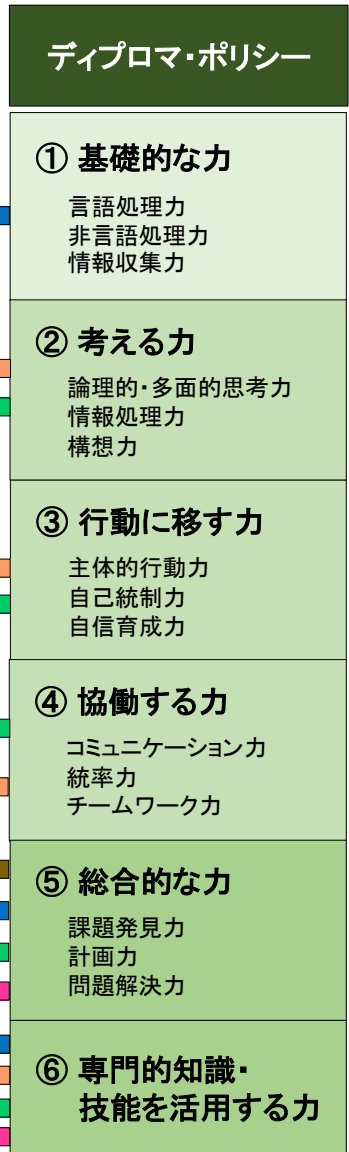 ディプロマ・ポリシー
① 基礎的な力
言語処理力
非言語処理力
情報収集力
② 考える力
論理的・多面的思考力
情報処理力
構想力
③ 行動に移す力
主体的行動力
自己統制力
自信育成力
④ 協働する力
コミュニケーション力
統率力
チームワーク力
⑤ 総合的な力
課題発見力
計画力
問題解決力
⑥ 専門的知識・
技能を活用する力